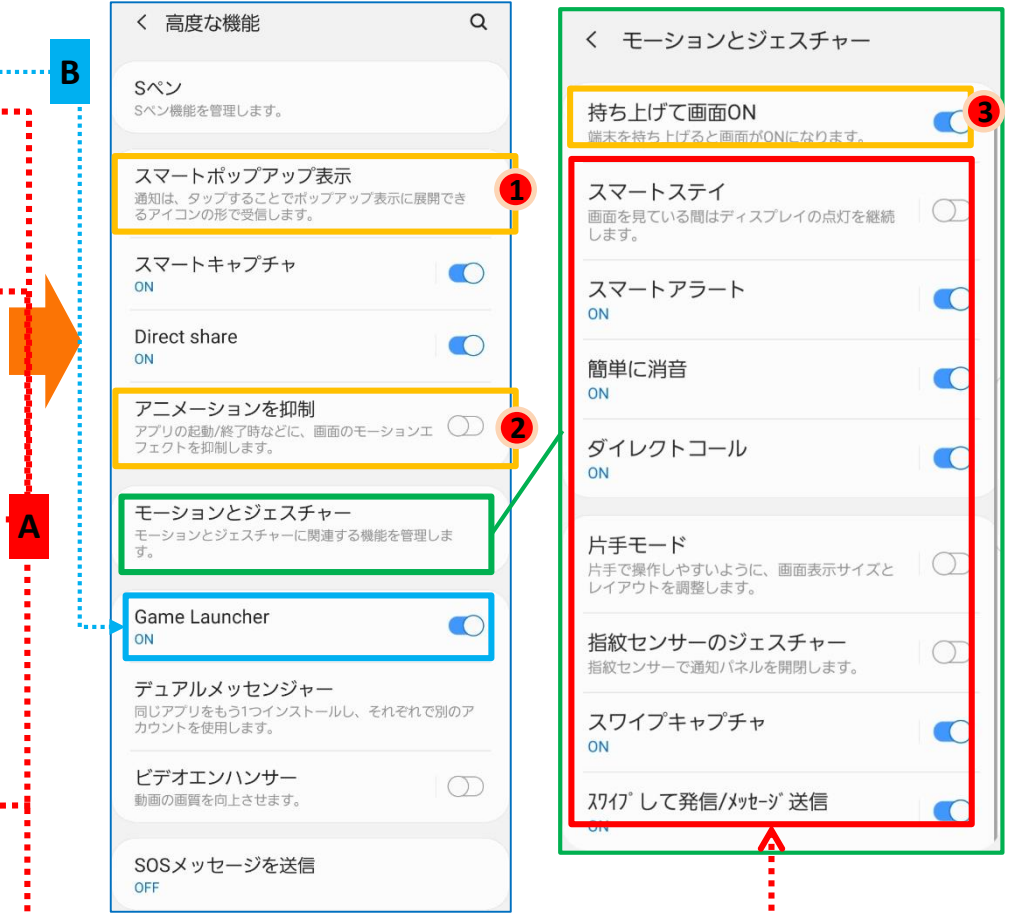 B
A
高度な機能
Sペン
Sペン機能を管理します。
スマートポップアップ表示
通知は、タップすることでポップアップ表示に展開でき
るアイコンの形で受信します。
1
スマートキャプチャ
ON
Direct share
ON
アニメーションを抑制
アプリの起動/終了時などに、画面のモーションエ
フェクトを抑制します。
2
モーションとジェスチャー
モーションとジェスチャーに関連する機能を管理しま
す。
Game Launcher
ON
デュアルメッセンジャー
同じアプリをもう1つインストールし、それぞれで別のア
カウントを使用します。
ビデオエンハンサー
動画の画質を向上させます。
SOSメッセージを送信
OFF
モーションとジェスチャー
持ち上げて画面ON
端末を持ち上げると画面がONになります。
3
スマートステイ
画面を見ている間はディスプレイの点灯を継続
します。
スマートアラート
ON
簡単に消音
ON
ダイレクトコール
ON
片手モード
片手で操作しやすいように、画面表示サイズと
レイアウトを調整します。
指紋センサーのジェスチャー
指紋センサーで通知パネルを開閉します。
スワイプキャプチャ
ON
ｽﾜｲﾌﾟして発信/ﾒｯｾｰｼﾞ送信
ON